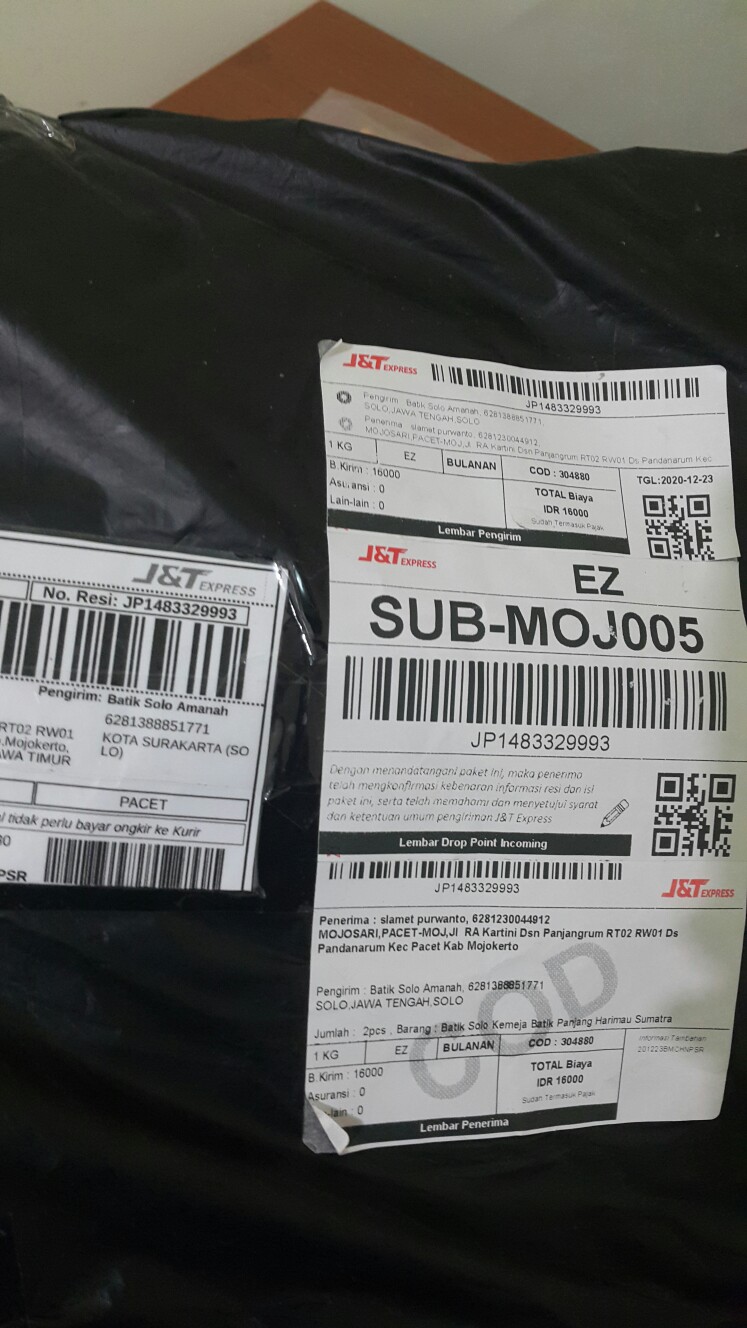 J&T EXPRESS
JP1483329993
Pengirim : Batik Solo Amanah, 6281388851771,
SOLO,JAWA TENGAH,SOLO
Penerima : slamet purwanto, 6281230044912,
MOJOSARI,PACET-MOJ,Jl RA Kartini Dsn Panjangrum RT02 RW01 Ds Pandanarum Kec
1 KG EZ BULANAN COD : 304880 TGL:2020-12-23
B.Kirim : 16000
Asuransi : 0
Lain-lain : 0
TOTAL Biaya
IDR 16000
Sudah Termasuk Pajak
Lembar Pengirim
J&T EXPRESS
EZ
SUB-MOJ005
JP1483329993
Dengan menandatangani paket ini, maka penerima
telah mengkonfirmasi kebenaran informasi resi dan isi
paket ini, serta telah memahami dan menyetujui syarat
dan ketentuan umum pengiriman J&T Express
Lembar Drop Point Incoming
JP1483329993
J&T EXPRESS
Penerima : slamet purwanto, 6281230044912
MOJOSARI,PACET-MOJ,Jl RA Kartini Dsn Panjangrum RT02 RW01 Ds
Pandanarum Kec Pacet Kab Mojokerto
Pengirim : Batik Solo Amanah, 6281388851771
SOLO,JAWA TENGAH,SOLO
COD
Jumlah : 2pcs , Barang : Batik Solo Kemeja Batik Panjang Harimau Sumatra
1 KG EZ BULANAN COD : 304880
Informasi Tambahan
B.Kirim : 16000
Asuransi : 0
-lain : 0
TOTAL Biaya
IDR 16000
Sudah Termasuk Pajak
Lembar Penerima
J&T EXPRESS
No. Resi: JP1483329993
Pengirim: Batik Solo Amanah
6281388851771
KOTA SURAKARTA (SO
LO)
RT02 RW01
,Mojokerto,
WA TIMUR
PACET
tidak perlu bayar ongkir ke Kurir
PSR